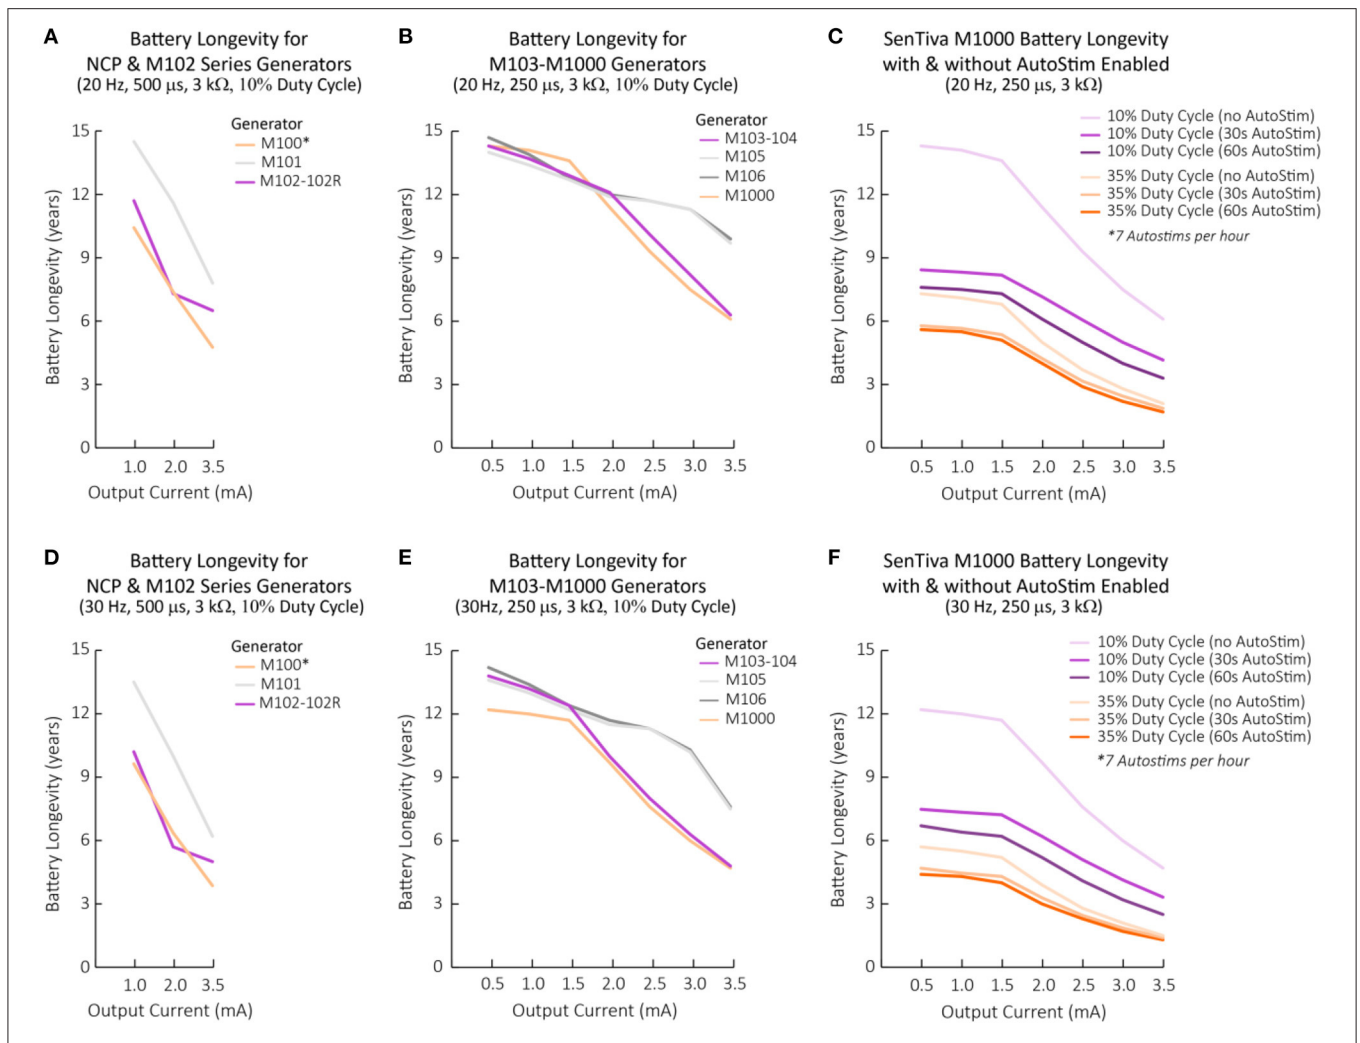 A
Battery Longevity for
NCP & M102 Series Generators
(20 Hz, 500 µs, 3 kΩ, 10% Duty Cycle)
Generator
M100*
M101
M102-102R
Battery Longevity (years)
15
12
9
6
3
0
1.0 2.0 3.5
Output Current (mA)
B
Battery Longevity for
M103-M1000 Generators
(20 Hz, 250 µs, 3 kΩ, 10% Duty Cycle)
Generator
M103-104
M105
M106
M1000
Battery Longevity (years)
15
12
9
6
3
0
0.5 1.0 1.5 2.0 2.5 3.0 3.5
Output Current (mA)
C
SenTiva M1000 Battery Longevity
with & without AutoStim Enabled
(20 Hz, 250 µs, 3 kΩ)
10% Duty Cycle (no AutoStim)
10% Duty Cycle (30s AutoStim)
10% Duty Cycle (60s AutoStim)
35% Duty Cycle (no AutoStim)
35% Duty Cycle (30s AutoStim)
35% Duty Cycle (60s AutoStim)
*7 Autostims per hour
Battery Longevity (years)
15
12
9
6
3
0
0.5 1.0 1.5 2.0 2.5 3.0 3.5
Output Current (mA)
D
Battery Longevity for
NCP & M102 Series Generators
(30 Hz, 500 µs, 3 kΩ, 10% Duty Cycle)
Generator
M100*
M101
M102-102R
Battery Longevity (years)
15
12
9
6
3
0
1.0 2.0 3.5
Output Current (mA)
E
Battery Longevity for
M103-M1000 Generators
(30Hz, 250 µs, 3 kΩ, 10% Duty Cycle)
Generator
M103-104
M105
M106
M1000
Battery Longevity (years)
15
12
9
6
3
0
0.5 1.0 1.5 2.0 2.5 3.0 3.5
Output Current (mA)
F
SenTiva M1000 Battery Longevity
with & without AutoStim Enabled
(30 Hz, 250 µs, 3 kΩ)
10% Duty Cycle (no AutoStim)
10% Duty Cycle (30s AutoStim)
10% Duty Cycle (60s AutoStim)
35% Duty Cycle (no AutoStim)
35% Duty Cycle (30s AutoStim)
35% Duty Cycle (60s AutoStim)
*7 Autostims per hour
Battery Longevity (years)
15
12
9
6
3
0
0.5 1.0 1.5 2.0 2.5 3.0 3.5
Output Current (mA)